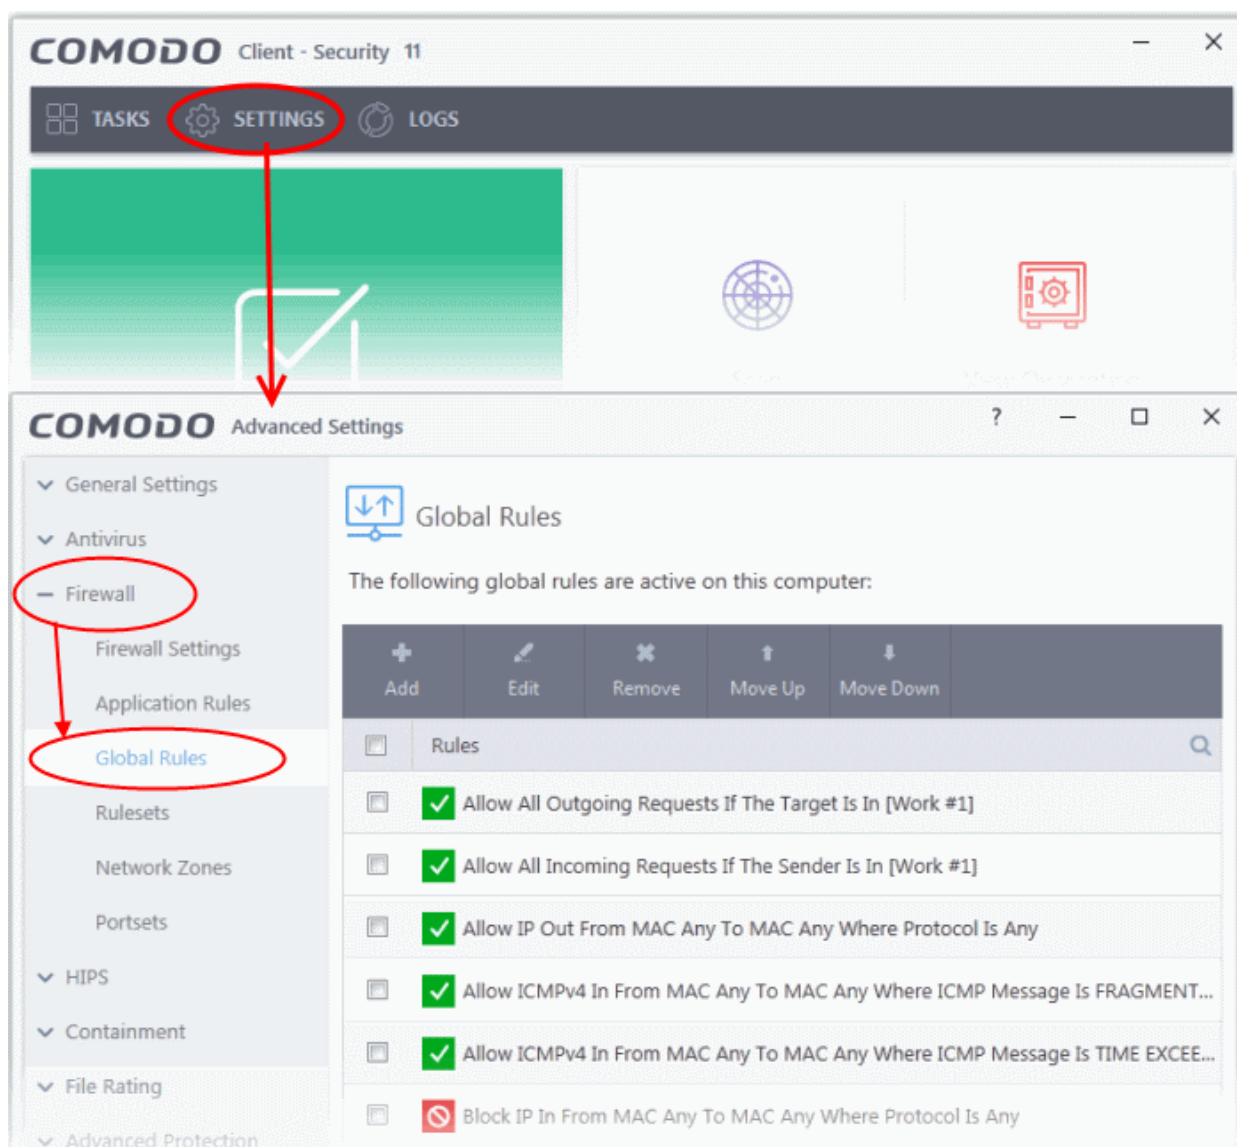 COMODO Client - Security 11
TASKS SETTINGS LOGS
COMODO Advanced Settings ?
General Settings
Antivirus
Firewall
Firewall Settings
Application Rules
Global Rules
Rulesets
Network Zones
Portsets
HIPS
Containment
File Rating
Advanced Protection
Global Rules
The following global rules are active on this computer:
Add Edit Remove Move Up Move Down
Rules
Allow All Outgoing Requests If The Target Is In [Work #1]
Allow All Incoming Requests If The Sender Is In [Work #1]
Allow IP Out From MAC Any To MAC Any Where Protocol Is Any
Allow ICMPv4 In From MAC Any To MAC Any Where ICMP Message Is FRAGMENT...
Allow ICMPv4 In From MAC Any To MAC Any Where ICMP Message Is TIME EXCEE...
Block IP In From MAC Any To MAC Any Where Protocol Is Any